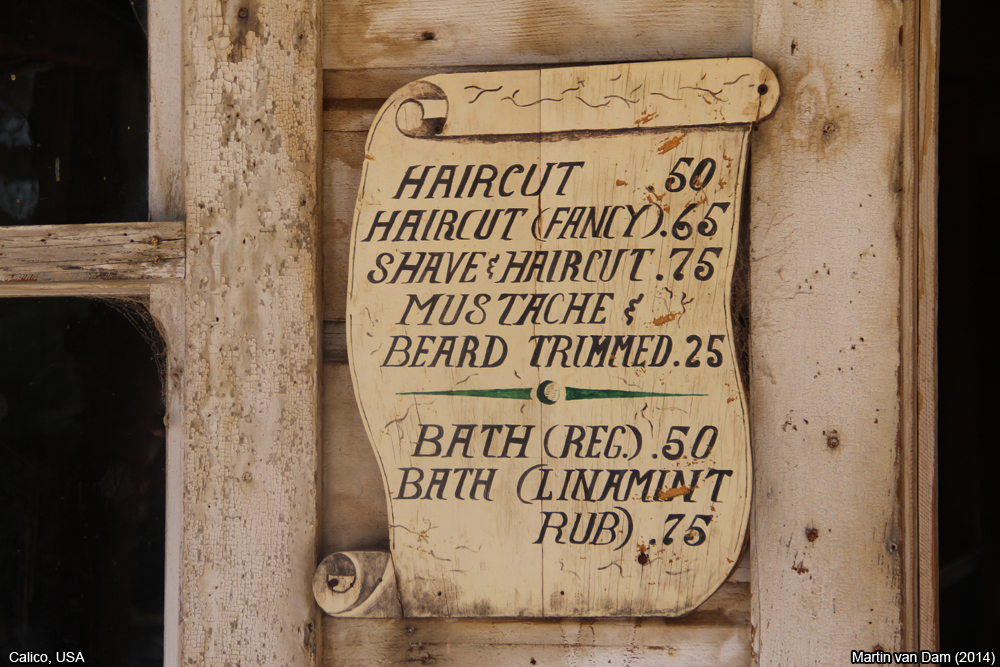 HAIRCUT 50
HAIRCUT (FANCY) .65
SHAVE & HAIRCUT .75
MUSTACHE &
BEARD TRIMMED .25
BATH (REG.) .50
BATH (LINAMINT
RUB) .75
Calico, USA
Martin van Dam (2014)